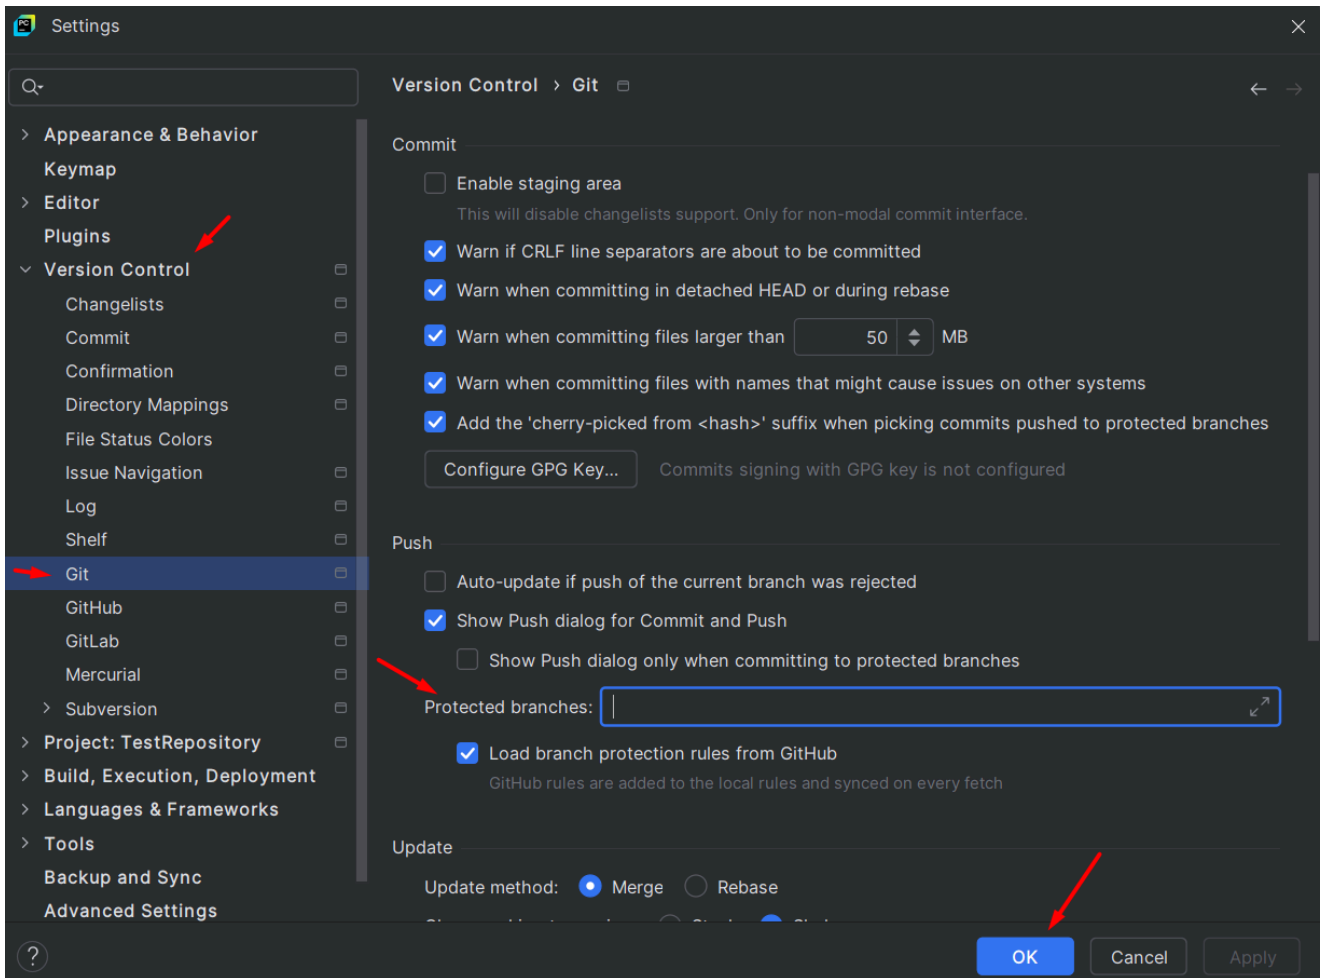 PC
Settings
Version Control › Git
Appearance & Behavior
Keymap
Editor
Plugins
Version Control
Changelists
Commit
Confirmation
Directory Mappings
File Status Colors
Issue Navigation
Log
Shelf
Git
GitHub
GitLab
Mercurial
Subversion
Project: TestRepository
Build, Execution, Deployment
Languages & Frameworks
Tools
Backup and Sync
Advanced Settings
Commit
Enable staging area
This will disable changelists support. Only for non-modal commit interface.
Warn if CRLF line separators are about to be committed
Warn when committing in detached HEAD or during rebase
Warn when committing files larger than 50 MB
Warn when committing files with names that might cause issues on other systems
Add the 'cherry-picked from <hash>' suffix when picking commits pushed to protected branches
Configure GPG Key... Commits signing with GPG key is not configured
Push
Auto-update if push of the current branch was rejected
Show Push dialog for Commit and Push
Show Push dialog only when committing to protected branches
Protected branches:
Load branch protection rules from GitHub
GitHub rules are added to the local rules and synced on every fetch
Update
Update method: Merge Rebase
? OK Cancel Apply